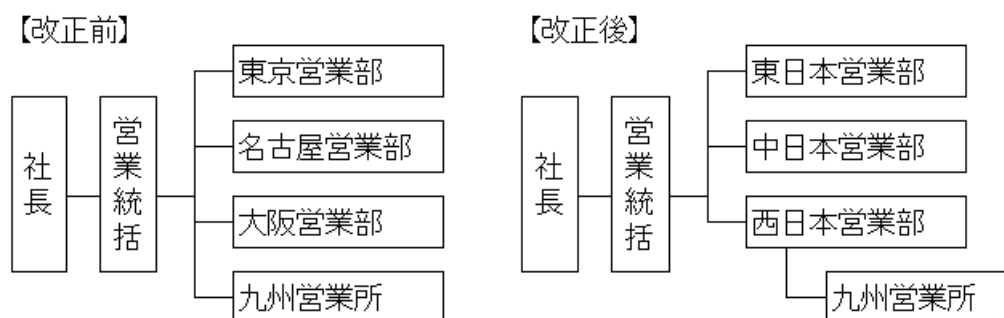 【改正前】
社長
営業統括
東京営業部
名古屋営業部
大阪営業部
九州営業所
【改正後】
社長
営業統括
東日本営業部
中日本営業部
西日本営業部
九州営業所